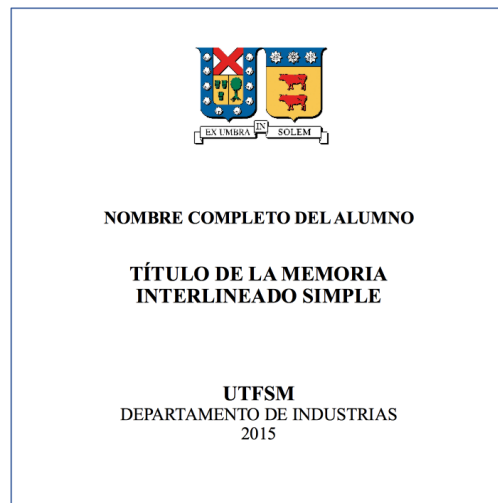 EX UMBRA IN SOLEM
NOMBRE COMPLETO DEL ALUMNO
TÍTULO DE LA MEMORIA
INTERLINEADO SIMPLE
UTFSM
DEPARTAMENTO DE INDUSTRIAS
2015